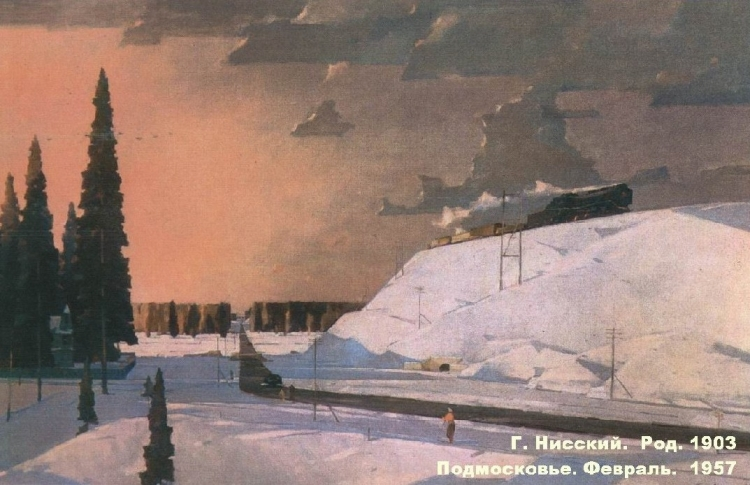 Г. Нисский. Род. 1903
Подмосковье. Февраль. 1957